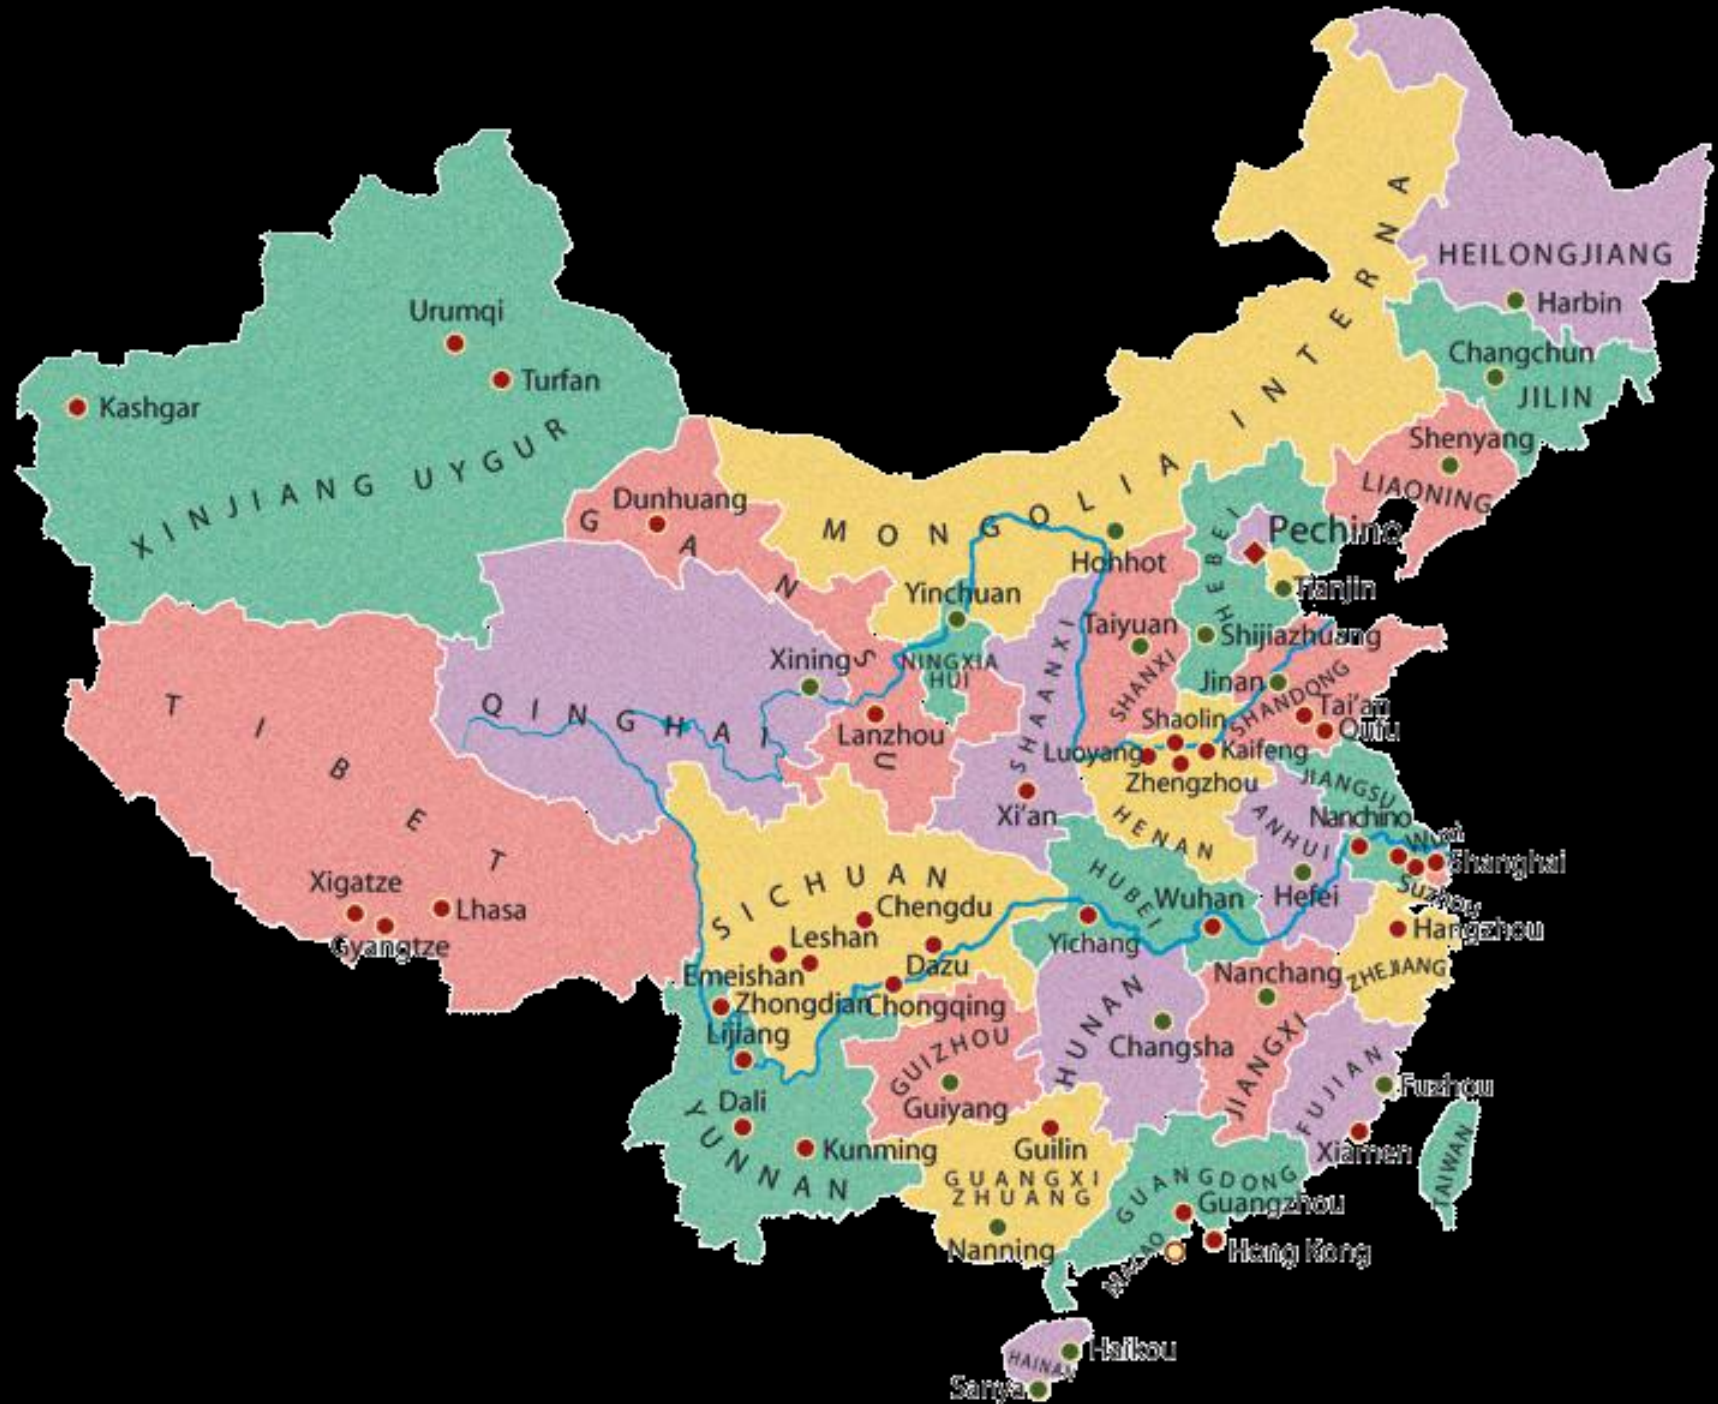 HEILONGJIANG
Harbin
Urumqi
Changchun
Turfan
JILIN
Kashgar
Shenyang
XINJIANG UYGUR
LIAONING
Dunhuang
GANSU
MONGOLIA INTERNA
HEBEI
Pechino
Hohhot
Tianjin
Yinchuan
Taiyuan
Shijiazhuang
Xining
NINGXIA
HUI
SHAANXI
SHANXI
Jinan
SHANDONG
TIBET
QINGHAI
Shaolin
Tai'an
Qufu
Lanzhou
Luoyang
Kaifeng
Zhengzhou
JIANGSU
Xi'an
HENAN
ANHUI
Nanchino
Wuxi
Shanghai
SICHUAN
HUBEI
Xigatze
Lhasa
Chengdu
Wuhan
Hefei
Suzhou
Gyangtze
Leshan
Yichang
Hangzhou
Emeishan
Dazu
Nanchang
ZHEJIANG
Zhongdian
Chongqing
HUNAN
Lijiang
GUIZHOU
Changsha
JIANGXI
FUJIAN
Fuzhou
Dali
Guiyang
YUNNAN
Kunming
Guilin
Xiamen
TAIWAN
GUANGXI
ZHUANG
GUANGDONG
Guangzhou
Nanning
MACAO
Hong Kong
Haikou
HAINAN
Sanya